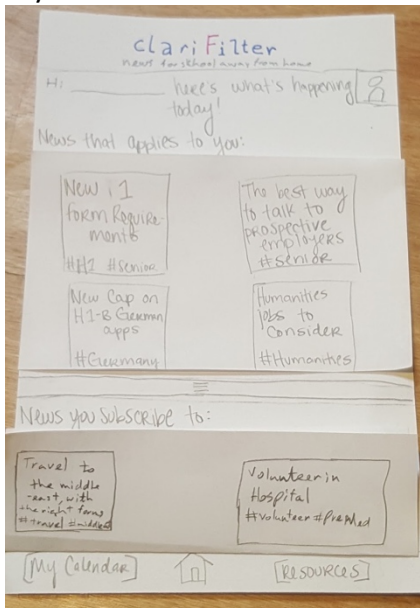 clariFilter
news for school away from home
Hi: here's what's happening
today!
News that applies to you:
New i1
form Require-
ments
#H1 #Senior
The best way
to talk to
prospective
employers
#senior
New Cap on
H1-B German
apps
#Germany
Humanities
jobs to
Consider
#Humanities
News you subscribe to:
Travel to
the middle
-east, with
the right forms
#travel #middle
Volunteer in
Hospital
#volunteer #PreMed
[My Calendar]
[RESOURCES]